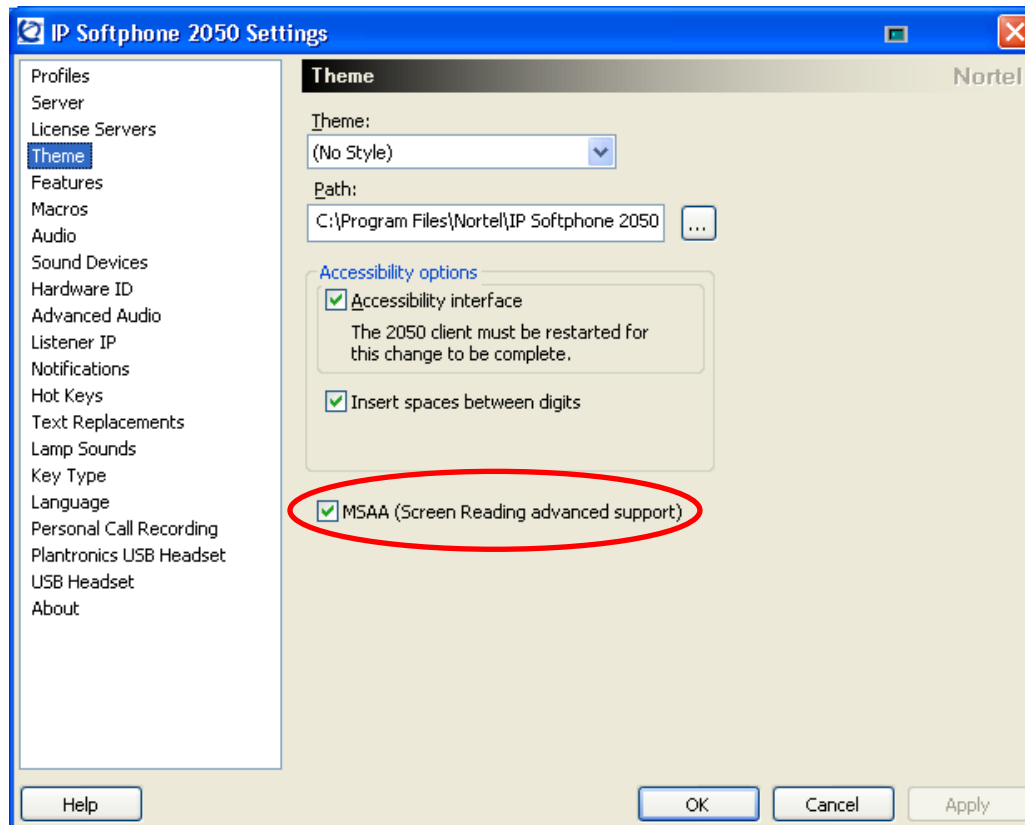 IP Softphone 2050 Settings
Profiles
Server
License Servers
Theme
Features
Macros
Audio
Sound Devices
Hardware ID
Advanced Audio
Listener IP
Notifications
Hot Keys
Text Replacements
Lamp Sounds
Key Type
Language
Personal Call Recording
Plantronics USB Headset
USB Headset
About
Theme
Nortel
Theme:
(No Style)
Path:
C:\Program Files\Nortel\IP Softphone 2050
...
Accessibility options
Accessibility interface
The 2050 client must be restarted for
this change to be complete.
Insert spaces between digits
MSAA (Screen Reading advanced support)
Help
OK
Cancel
Apply